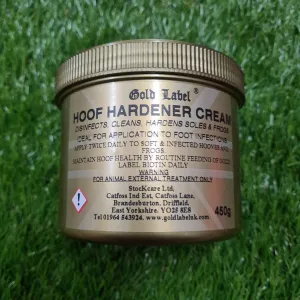 Gold Label
HOOF HARDENER CREAM
DISINFECTS, CLEANS, HARDENS SOLES & FROGS
IDEAL FOR APPLICATION TO FOOT INFECTIONS
APPLY TWICE DAILY TO SOFT & INFECTED HOOVES AND
FROGS.
MAINTAIN HOOF HEALTH BY ROUTINE FEEDING OF GOLD
LABEL BIOTIN DAILY
WARNING
FOR ANIMAL EXTERNAL TREATMENT ONLY
StocKcare Ltd.
Catfoss Ind Est, Catfoss Lane,
Brandesburton, Driffield,
East Yorkshire. YO25 8ES
Tel 01964 543924. www.goldlabeluk.com
450g